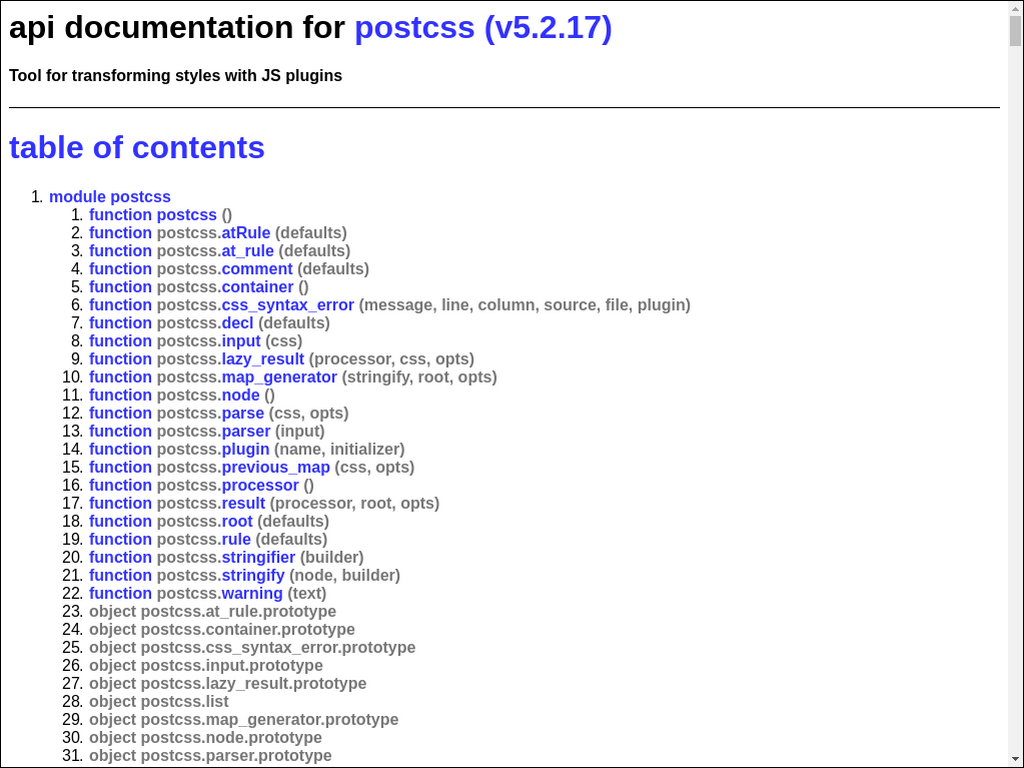 api documentation for postcss (v5.2.17)
Tool for transforming styles with JS plugins
table of contents
1. module postcss
1. function postcss ()
2. function postcss.atRule (defaults)
3. function postcss.at_rule (defaults)
4. function postcss.comment (defaults)
5. function postcss.container ()
6. function postcss.css_syntax_error (message, line, column, source, file, plugin)
7. function postcss.decl (defaults)
8. function postcss.input (css)
9. function postcss.lazy_result (processor, css, opts)
10. function postcss.map_generator (stringify, root, opts)
11. function postcss.node ()
12. function postcss.parse (css, opts)
13. function postcss.parser (input)
14. function postcss.plugin (name, initializer)
15. function postcss.previous_map (css, opts)
16. function postcss.processor ()
17. function postcss.result (processor, root, opts)
18. function postcss.root (defaults)
19. function postcss.rule (defaults)
20. function postcss.stringifier (builder)
21. function postcss.stringify (node, builder)
22. function postcss.warning (text)
23. object postcss.at_rule.prototype
24. object postcss.container.prototype
25. object postcss.css_syntax_error.prototype
26. object postcss.input.prototype
27. object postcss.lazy_result.prototype
28. object postcss.list
29. object postcss.map_generator.prototype
30. object postcss.node.prototype
31. object postcss.parser.prototype